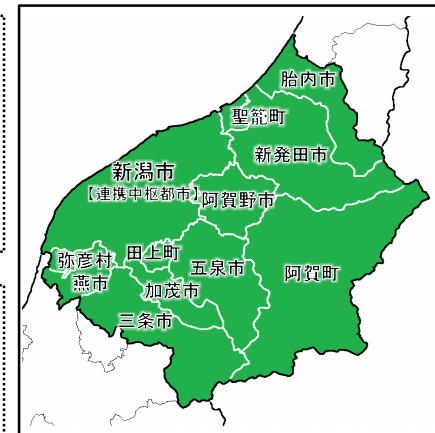 胎内市
聖籠町
新発田市
新潟市
【連携中枢都市】
阿賀野市
田上町
弥彦村
五泉市
阿賀町
燕市
加茂市
三条市